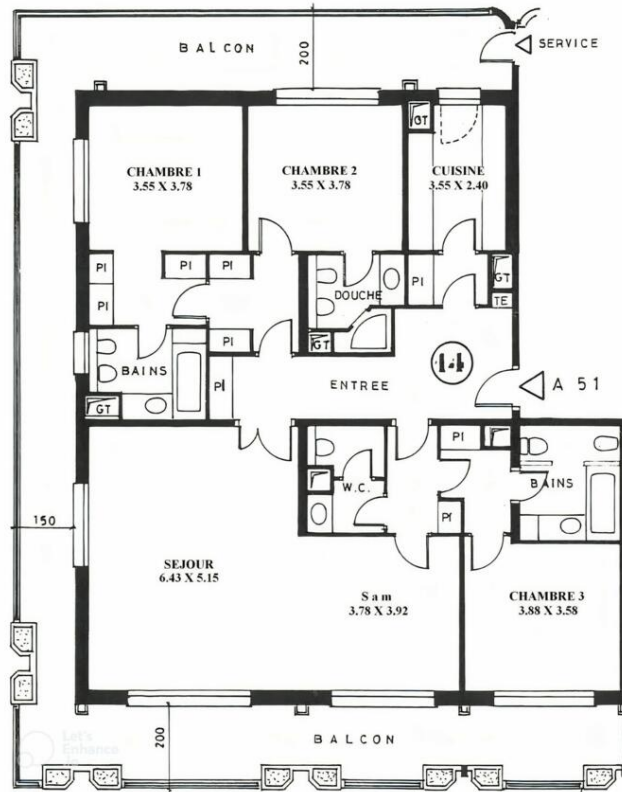 BALCON
200
SERVICE
GT
CHAMBRE 1
3.55 X 3.78
CHAMBRE 2
3.55 X 3.78
CUISINE
3.55 X 2.40
PI
PI
PI
PI
GT
PI
DOUCHE
TE
PI
GT
BAINS
PI
ENTREE
14
A 51
GT
PI
W.C.
BAINS
PI
150
SEJOUR
6.43 X 5.15
S a m
3.78 X 3.92
CHAMBRE 3
3.88 X 3.58
200
BALCON
Let's
Enhance